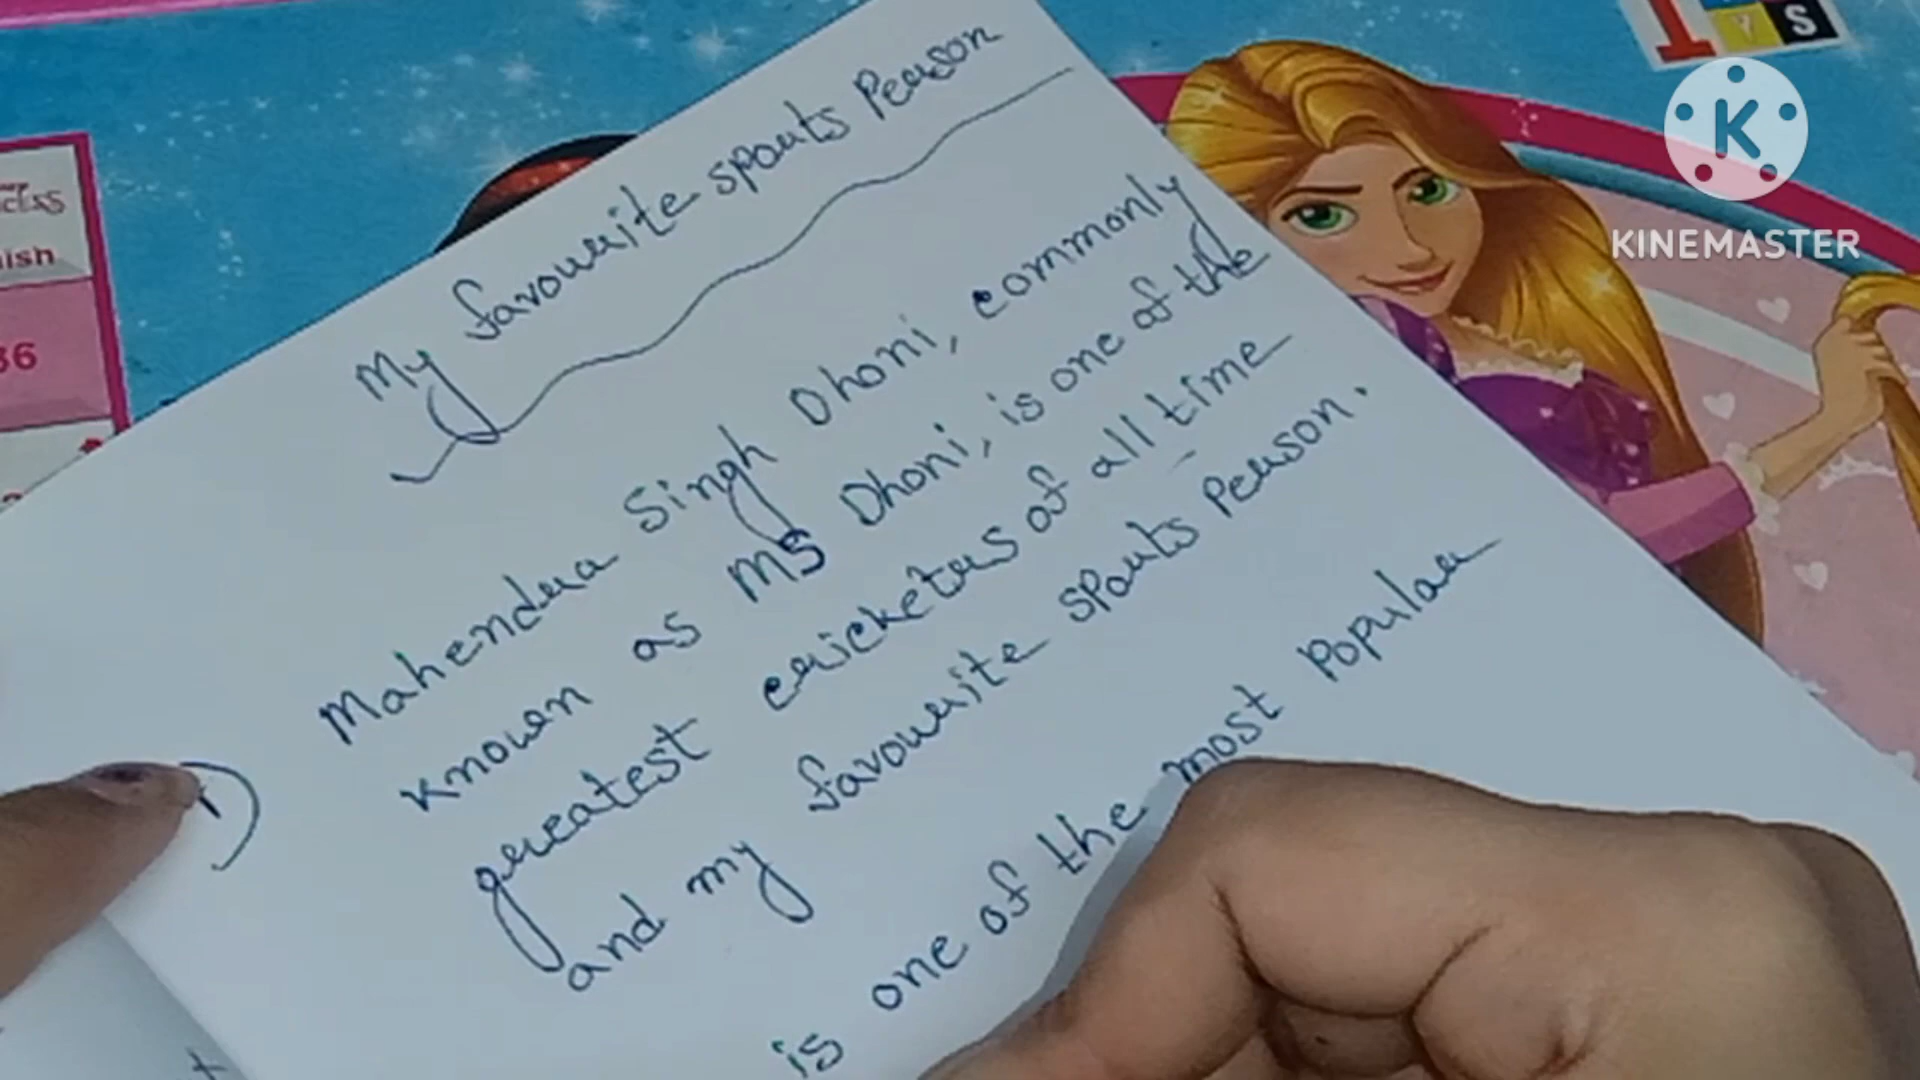 My favourite sports Person
1) Mahendra Singh Dhoni, commonly
known as MS Dhoni, is one of the
greatest cricketers of all time
and my favourite sports Person.
is one of the most Popular
KINEMASTER